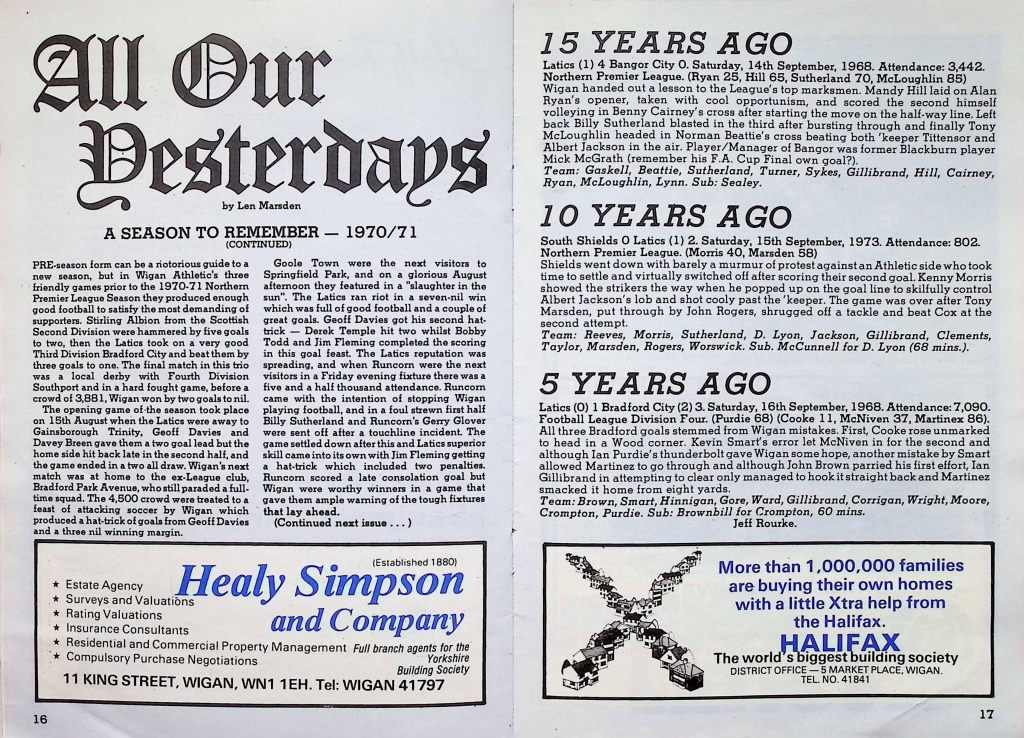 All Our
Yesterdays
by Len Marsden
A SEASON TO REMEMBER — 1970/71
(CONTINUED)
PRE-season form can be a notorious guide to a
new season, but in Wigan Athletic's three
friendly games prior to the 1970-71 Northern
Premier League Season they produced enough
good football to satisfy the most demanding of
supporters. Stirling Albion from the Scottish
Second Division were hammered by five goals
to two, then the Latics took on a very good
Third Division Bradford City and beat them by
three goals to one. The final match in this trio
was a local derby with Fourth Division
Southport and in a hard fought game, before a
crowd of 3,881, Wigan won by two goals to nil.
The opening game of the season took place
on 15th August when the Latics were away to
Gainsborough Trinity, Geoff Davies and
Davey Breen gave them a two goal lead but the
home side hit back late in the second half, and
the game ended in a two all draw. Wigan's next
match was at home to the ex-League club,
Bradford Park Avenue, who still paraded a full-
time squad. The 4,500 crowd were treated to a
feast of attacking soccer by Wigan which
produced a hat-trick of goals from Geoff Davies
and a three nil winning margin.
Goole Town were the next visitors to
Springfield Park, and on a glorious August
afternoon they featured in a "slaughter in the
sun". The Latics ran riot in a seven-nil win
which was full of good football and a couple of
great goals. Geoff Davies got his second hat-
trick — Derek Temple hit two whilst Bobby
Todd and Jim Fleming completed the scoring
in this goal feast. The Latics reputation was
spreading, and when Runcorn were the next
visitors in a Friday evening fixture there was a
five and a half thousand attendance. Runcorn
came with the intention of stopping Wigan
playing football, and in a foul strewn first half
Billy Sutherland and Runcorn's Gerry Glover
were sent off after a touchline incident. The
game settled down after this and Latics superior
skill came into its own with Jim Fleming getting
a hat-trick which included two penalties.
Runcorn scored a late consolation goal but
Wigan were worthy winners in a game that
gave them ample warning of the tough fixtures
that lay ahead.
(Continued next issue . . . )
(Established 1880)
Healy Simpson
and Company
★ Estate Agency
★ Surveys and Valuations
★ Rating Valuations
★ Insurance Consultants
★ Residential and Commercial Property Management
★ Compulsory Purchase Negotiations
Full branch agents for the
Yorkshire
Building Society
11 KING STREET, WIGAN, WN1 1EH. Tel: WIGAN 41797
16
15 YEARS AGO
Latics (1) 4 Bangor City 0. Saturday, 14th September, 1968. Attendance: 3,442.
Northern Premier League. (Ryan 25, Hill 65, Sutherland 70, McLoughlin 85)
Wigan handed out a lesson to the League's top marksmen. Mandy Hill laid on Alan
Ryan's opener, taken with cool opportunism, and scored the second himself
volleying in Benny Cairney's cross after starting the move on the half-way line. Left
back Billy Sutherland blasted in the third after bursting through and finally Tony
McLoughlin headed in Norman Beattie's cross beating both 'keeper Tittensor and
Albert Jackson in the air. Player/Manager of Bangor was former Blackburn player
Mick McGrath (remember his F.A. Cup Final own goal?).
Team: Gaskell, Beattie, Sutherland, Turner, Sykes, Gillibrand, Hill, Cairney,
Ryan, McLoughlin, Lynn. Sub: Sealey.
10 YEARS AGO
South Shields 0 Latics (1) 2. Saturday, 15th September, 1973. Attendance: 802.
Northern Premier League. (Morris 40, Marsden 58)
Shields went down with barely a murmur of protest against an Athletic side who took
time to settle and virtually switched off after scoring their second goal. Kenny Morris
showed the strikers the way when he popped up on the goal line to skilfully control
Albert Jackson's lob and shot cooly past the 'keeper. The game was over after Tony
Marsden, put through by John Rogers, shrugged off a tackle and beat Cox at the
second attempt.
Team: Reeves, Morris, Sutherland, D. Lyon, Jackson, Gillibrand, Clements,
Taylor, Marsden, Rogers, Worswick. Sub. McCunnell for D. Lyon (68 mins.).
5 YEARS AGO
Latics (0) 1 Bradford City (2) 3. Saturday, 16th September, 1968. Attendance: 7,090.
Football League Division Four. (Purdie 68) (Cooke 11, McNiven 37, Martinez 86).
All three Bradford goals stemmed from Wigan mistakes. First, Cooke rose unmarked
to head in a Wood corner. Kevin Smart's error let McNiven in for the second and
although Ian Purdie's thunderbolt gave Wigan some hope, another mistake by Smart
allowed Martinez to go through and although John Brown parried his first effort, Ian
Gillibrand in attempting to clear only managed to hook it straight back and Martinez
smacked it home from eight yards.
Team: Brown, Smart, Hinnigan, Gore, Ward, Gillibrand, Corrigan, Wright, Moore,
Crompton, Purdie. Sub: Brownbill for Crompton, 60 mins.
Jeff Rourke.
More than 1,000,000 families
are buying their own homes
with a little Xtra help from
the Halifax.
HALIFAX
The world's biggest building society
DISTRICT OFFICE — 5 MARKET PLACE, WIGAN.
TEL. NO. 41841
17